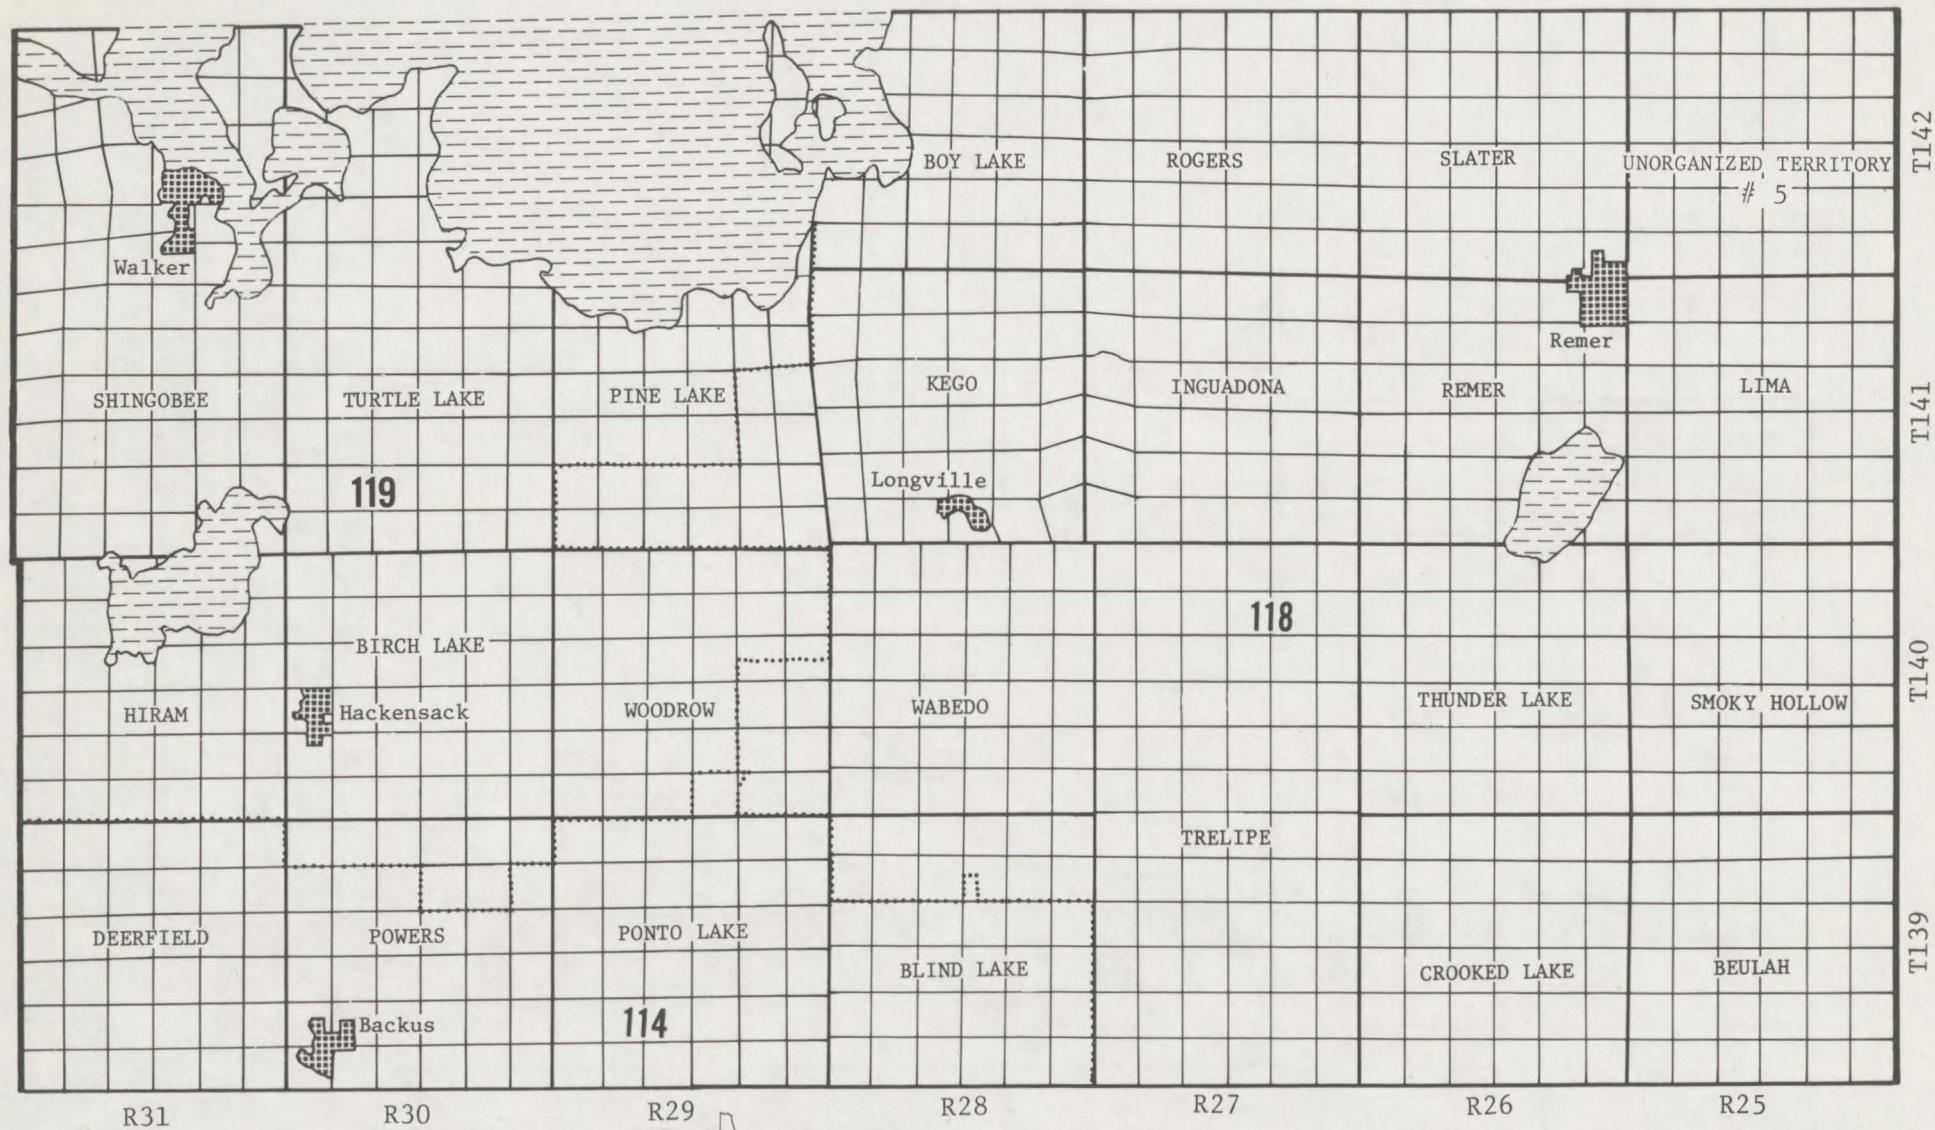 T142
BOY LAKE
ROGERS
SLATER
UNORGANIZED TERRITORY
# 5
Walker
Remer
T141
SHINGOBEE
TURTLE LAKE
PINE LAKE
KEGO
INGUADONA
REMER
LIMA
119
Longville
118
T140
BIRCH LAKE
HIRAM
Hackensack
WOODROW
WABEDO
THUNDER LAKE
SMOKY HOLLOW
TRELIPE
T139
DEERFIELD
POWERS
PONTO LAKE
BLIND LAKE
CROOKED LAKE
BEULAH
Backus
114
R31
R30
R29
R28
R27
R26
R25